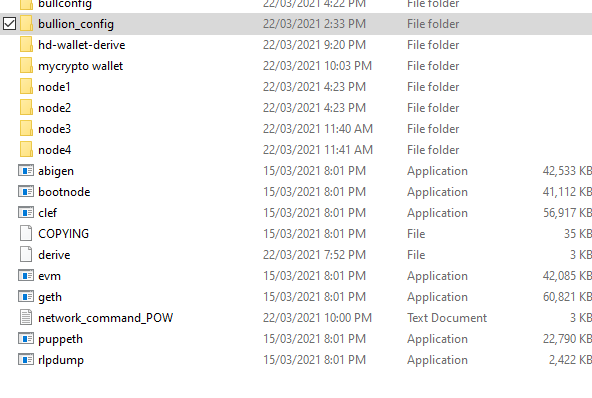 bullconfig 22/03/2021 4:22 PM File folder
bullion_config 22/03/2021 2:33 PM File folder
hd-wallet-derive 22/03/2021 9:20 PM File folder
mycrypto wallet 22/03/2021 10:03 PM File folder
node1 22/03/2021 4:23 PM File folder
node2 22/03/2021 4:23 PM File folder
node3 22/03/2021 11:40 AM File folder
node4 22/03/2021 11:41 AM File folder
abigen 15/03/2021 8:01 PM Application 42,533 KB
bootnode 15/03/2021 8:01 PM Application 41,112 KB
clef 15/03/2021 8:01 PM Application 56,917 KB
COPYING 15/03/2021 8:01 PM File 35 KB
derive 22/03/2021 7:52 PM File 3 KB
evm 15/03/2021 8:01 PM Application 42,085 KB
geth 15/03/2021 8:01 PM Application 60,821 KB
network_command_POW 22/03/2021 10:00 PM Text Document 3 KB
puppeth 15/03/2021 8:01 PM Application 22,790 KB
rlpdump 15/03/2021 8:01 PM Application 2,422 KB